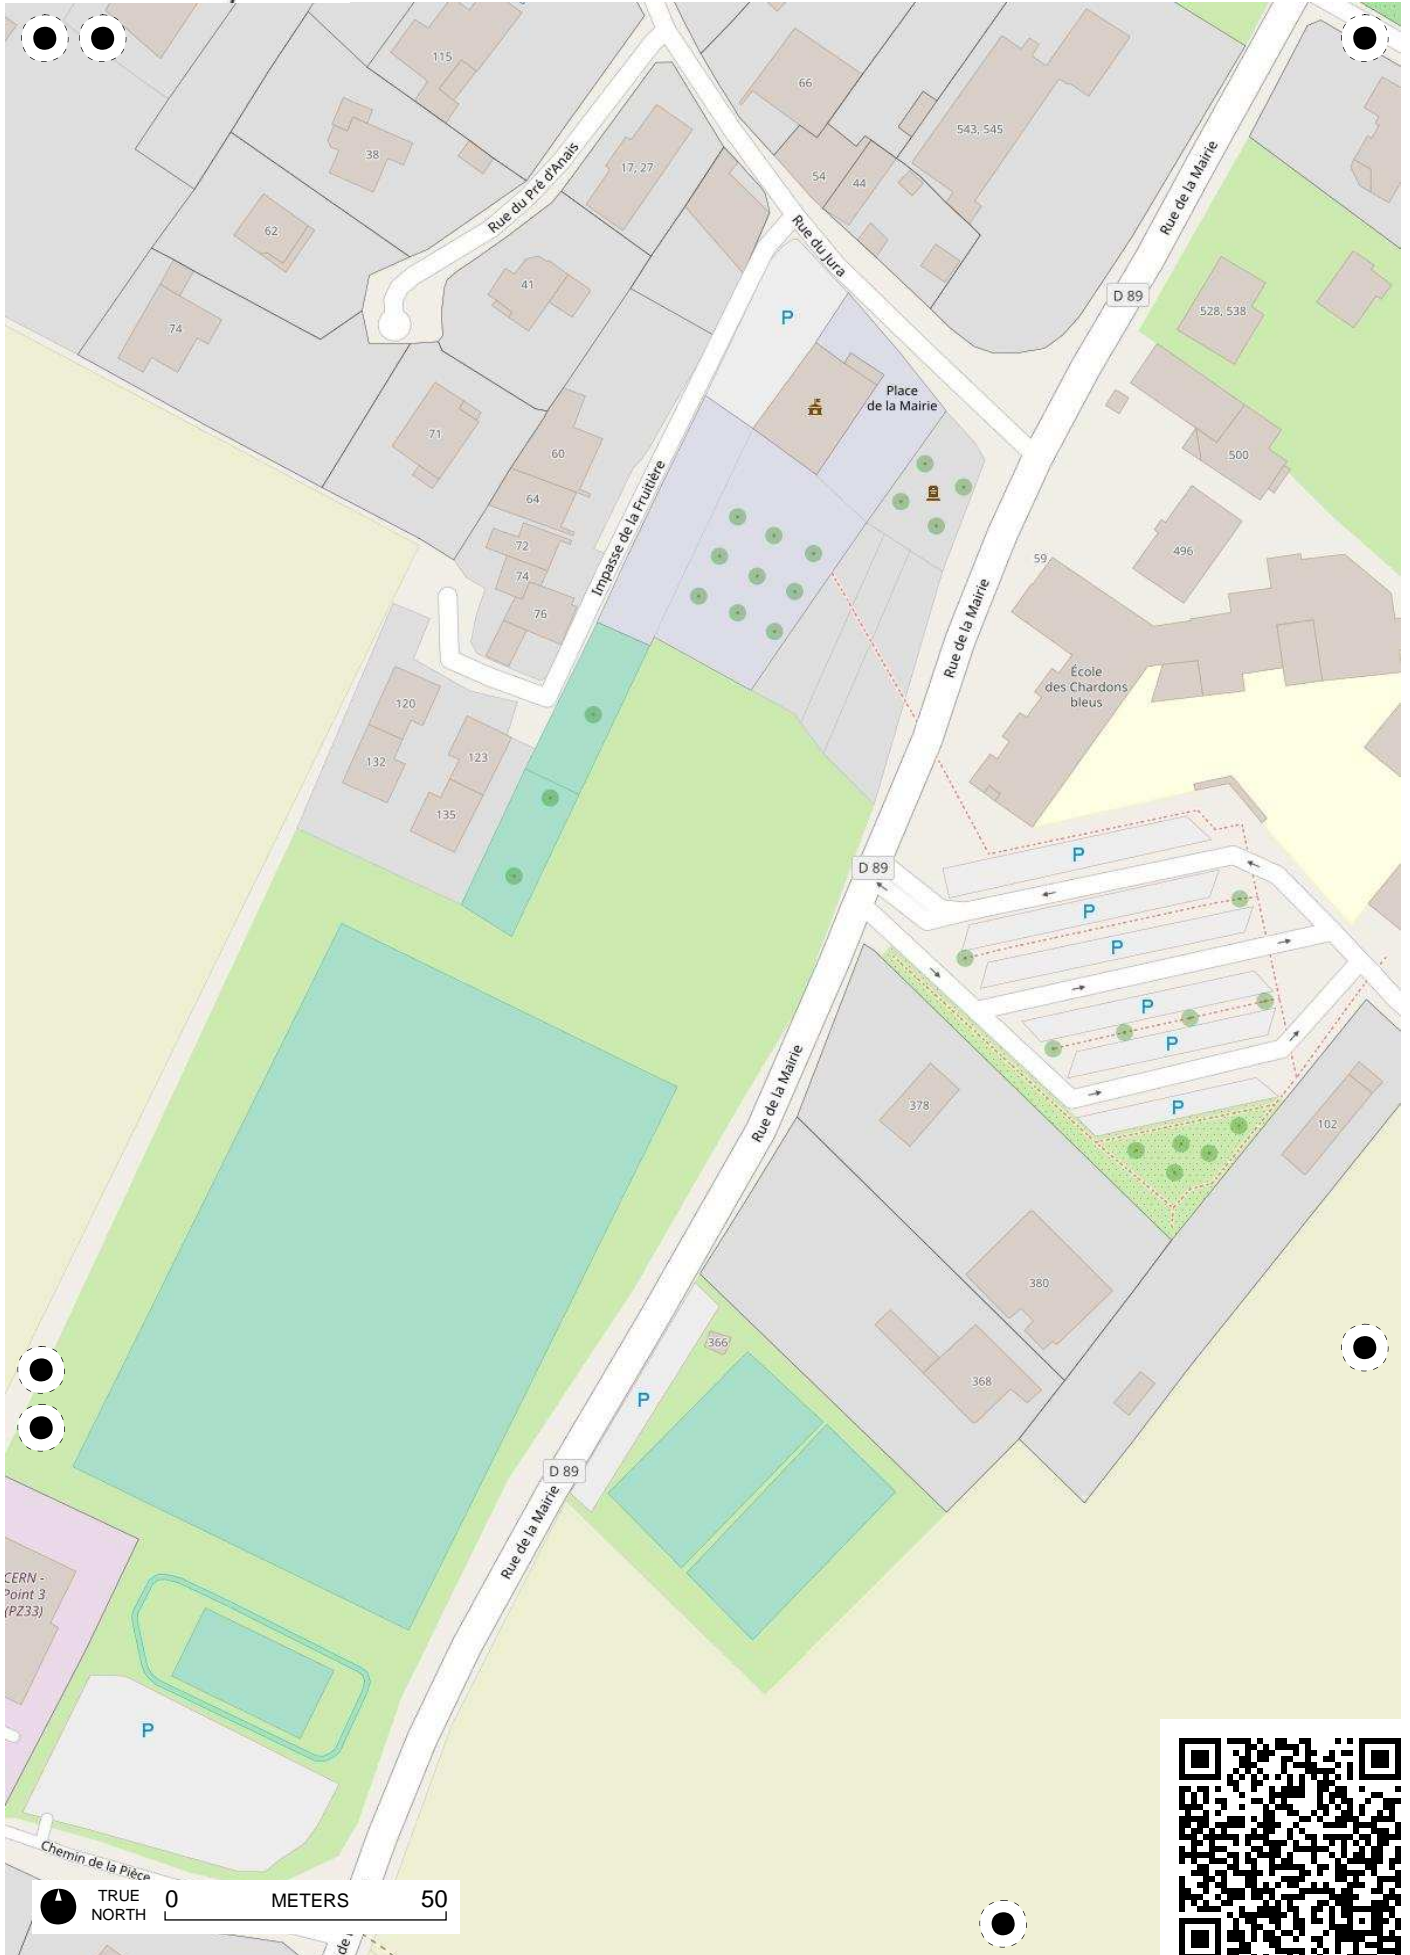 115
66
543, 545
38
17, 27
54
44
Rue du Pré d'Anais
Rue de la Mairie
62
Rue du Jura
41
D 89
528, 538
P
74
Place
de la Mairie
71
60
500
64
Impasse de la Fruitière
72
59
496
74
76
Rue de la Mairie
École
des Chardons
bleus
120
123
132
135
P
D 89
P
P
P
P
Rue de la Mairie
378
P
102
380
366
368
P
D 89
Rue de la Mairie
CERN -
Point 3
(PZ33)
P
Chemin de la Pièce
TRUE
NORTH
0 METERS 50
de